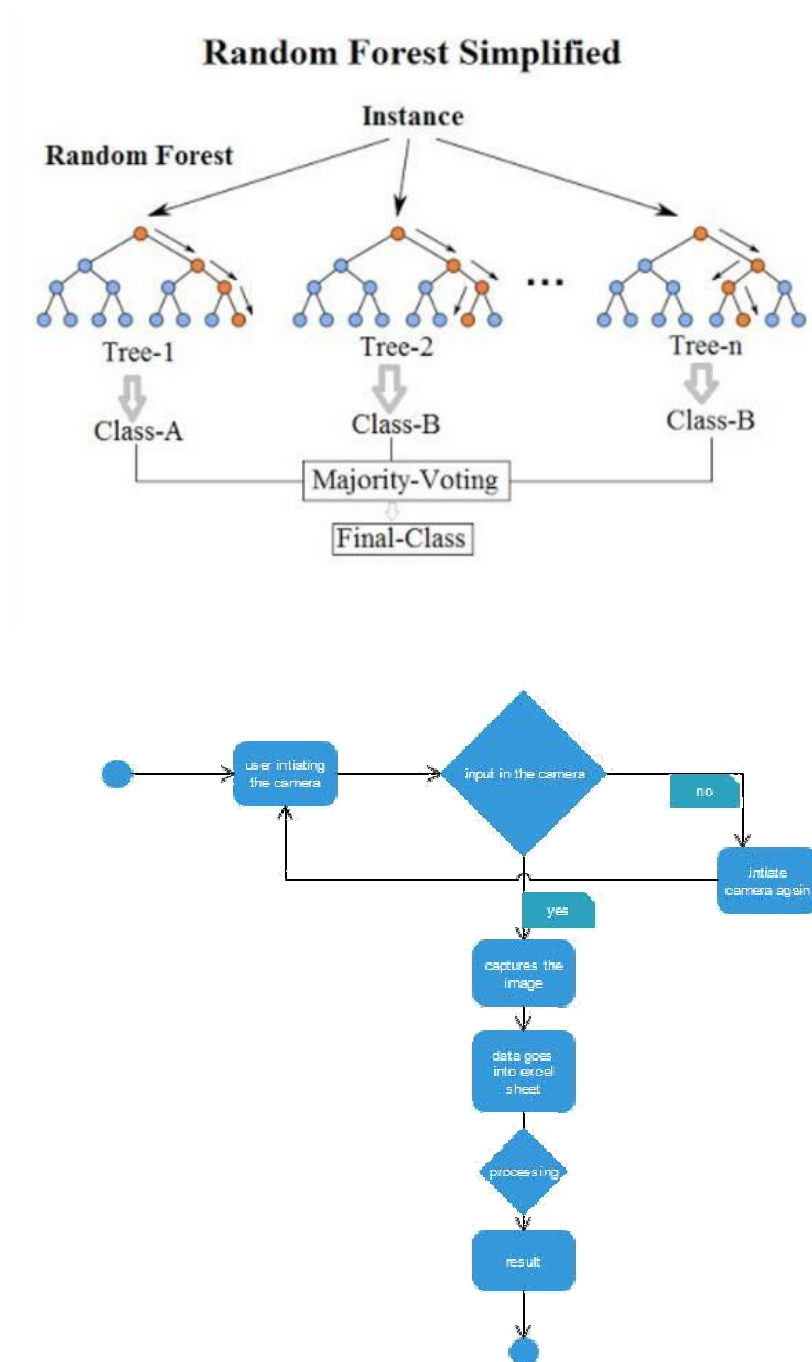 Random Forest Simplified
Instance
Random Forest
...
Tree-1 Tree-2 Tree-n
Class-A Class-B Class-B
Majority-Voting
Final-Class
user intiating
the camera
input in the camera
no
intiate
camera again
yes
captures the
image
data goes
into excel
sheet
processing
result